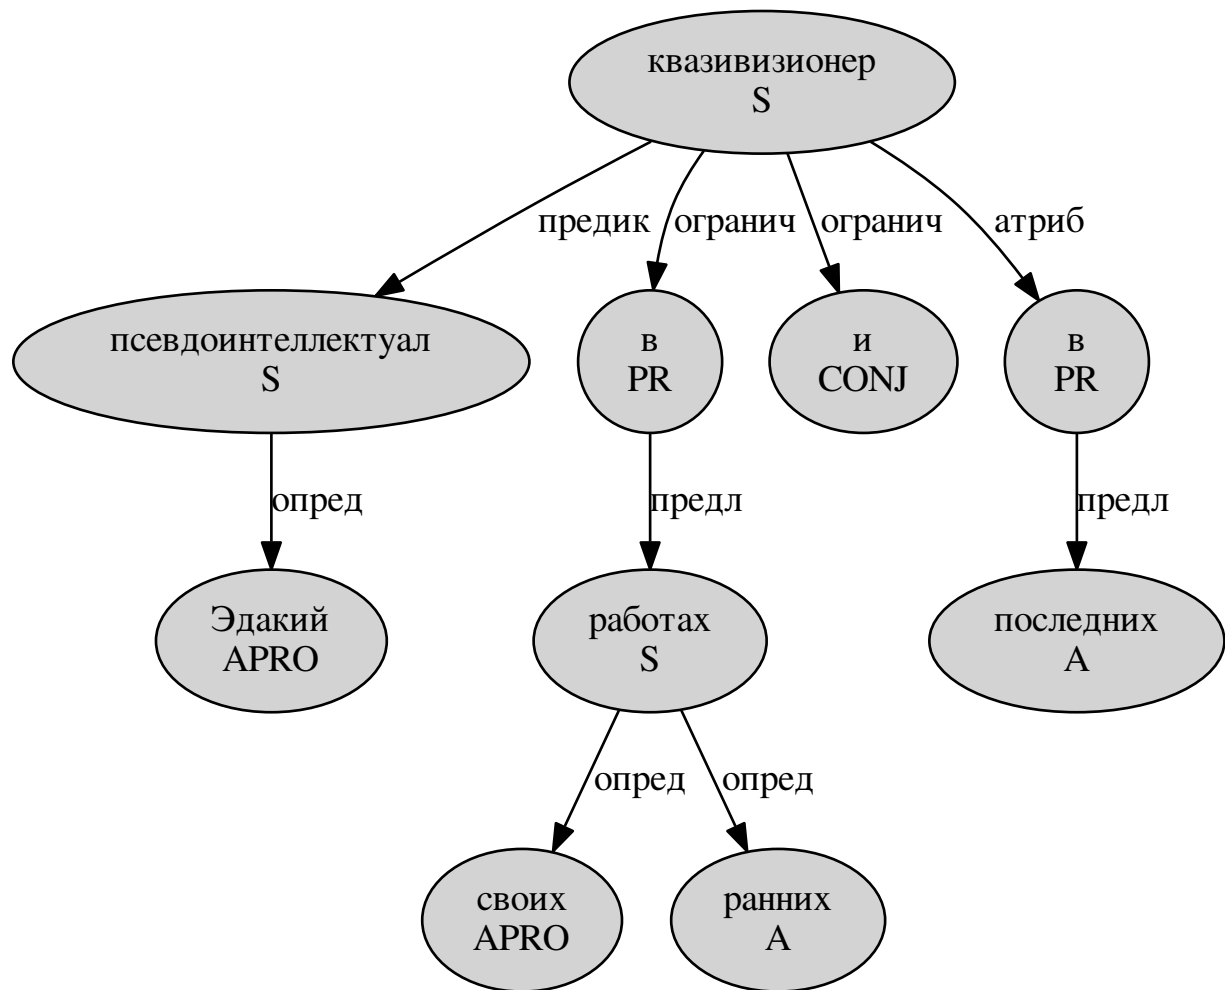 квазивизионер
S
предик
огранич
огранич
атриб
псевдоинтеллектуал
S
в
PR
и
CONJ
в
PR
опред
предл
предл
Эдакий
APRO
работах
S
последних
A
опред
опред
своих
APRO
ранних
A